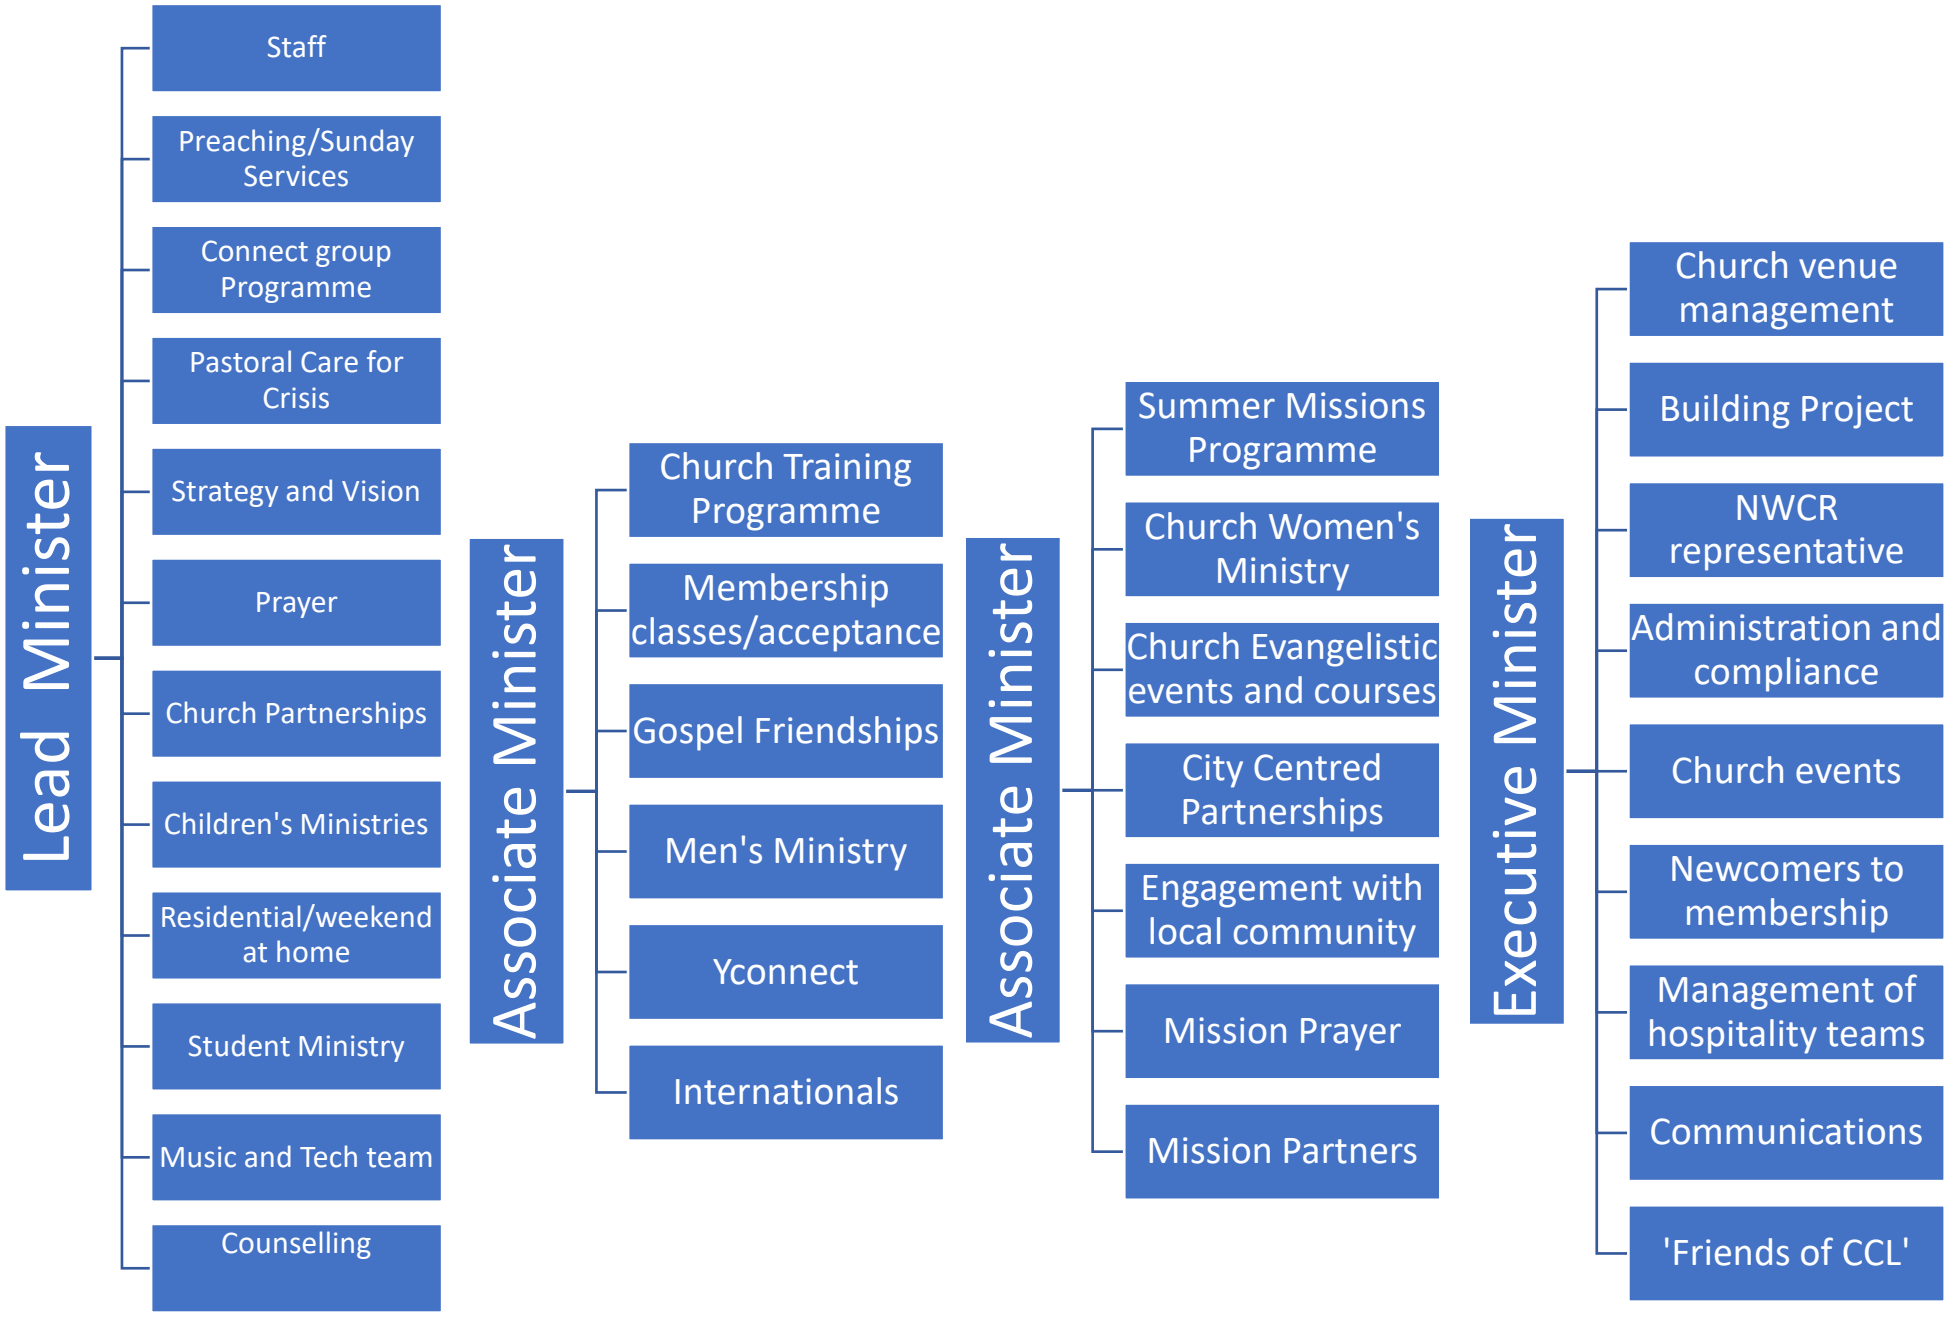 Lead Minister
Staff
Preaching/Sunday
Services
Connect group
Programme
Pastoral Care for
Crisis
Strategy and Vision
Prayer
Church Partnerships
Children's Ministries
Residential/weekend
at home
Student Ministry
Music and Tech team
Counselling
Associate Minister
Church Training
Programme
Membership
classes/acceptance
Gospel Friendships
Men's Ministry
Yconnect
Internationals
Associate Minister
Summer Missions
Programme
Church Women's
Ministry
Church Evangelistic
events and courses
City Centred
Partnerships
Engagement with
local community
Mission Prayer
Mission Partners
Executive Minister
Church venue
management
Building Project
NWCR
representative
Administration and
compliance
Church events
Newcomers to
membership
Management of
hospitality teams
Communications
'Friends of CCL'